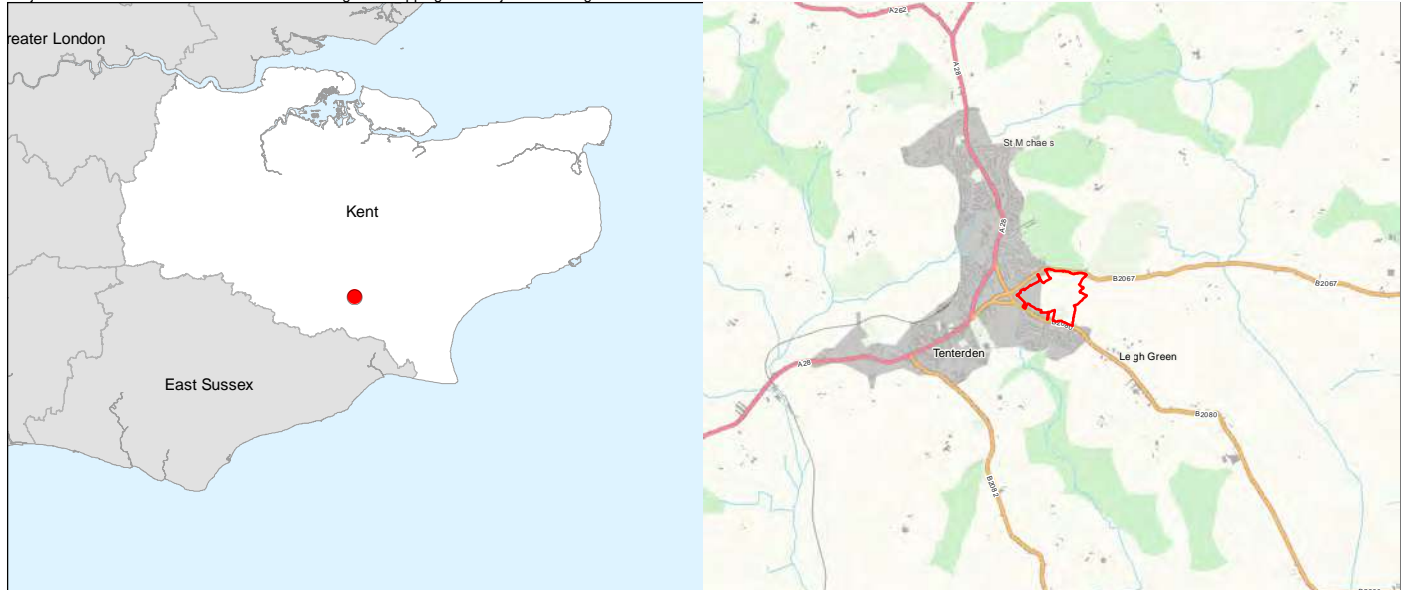 reater London
Kent
East Sussex
A262
A28
St M chae s
A28
B2067
B2067
Tenterden
Le gh Green
A28
B2080
B2082